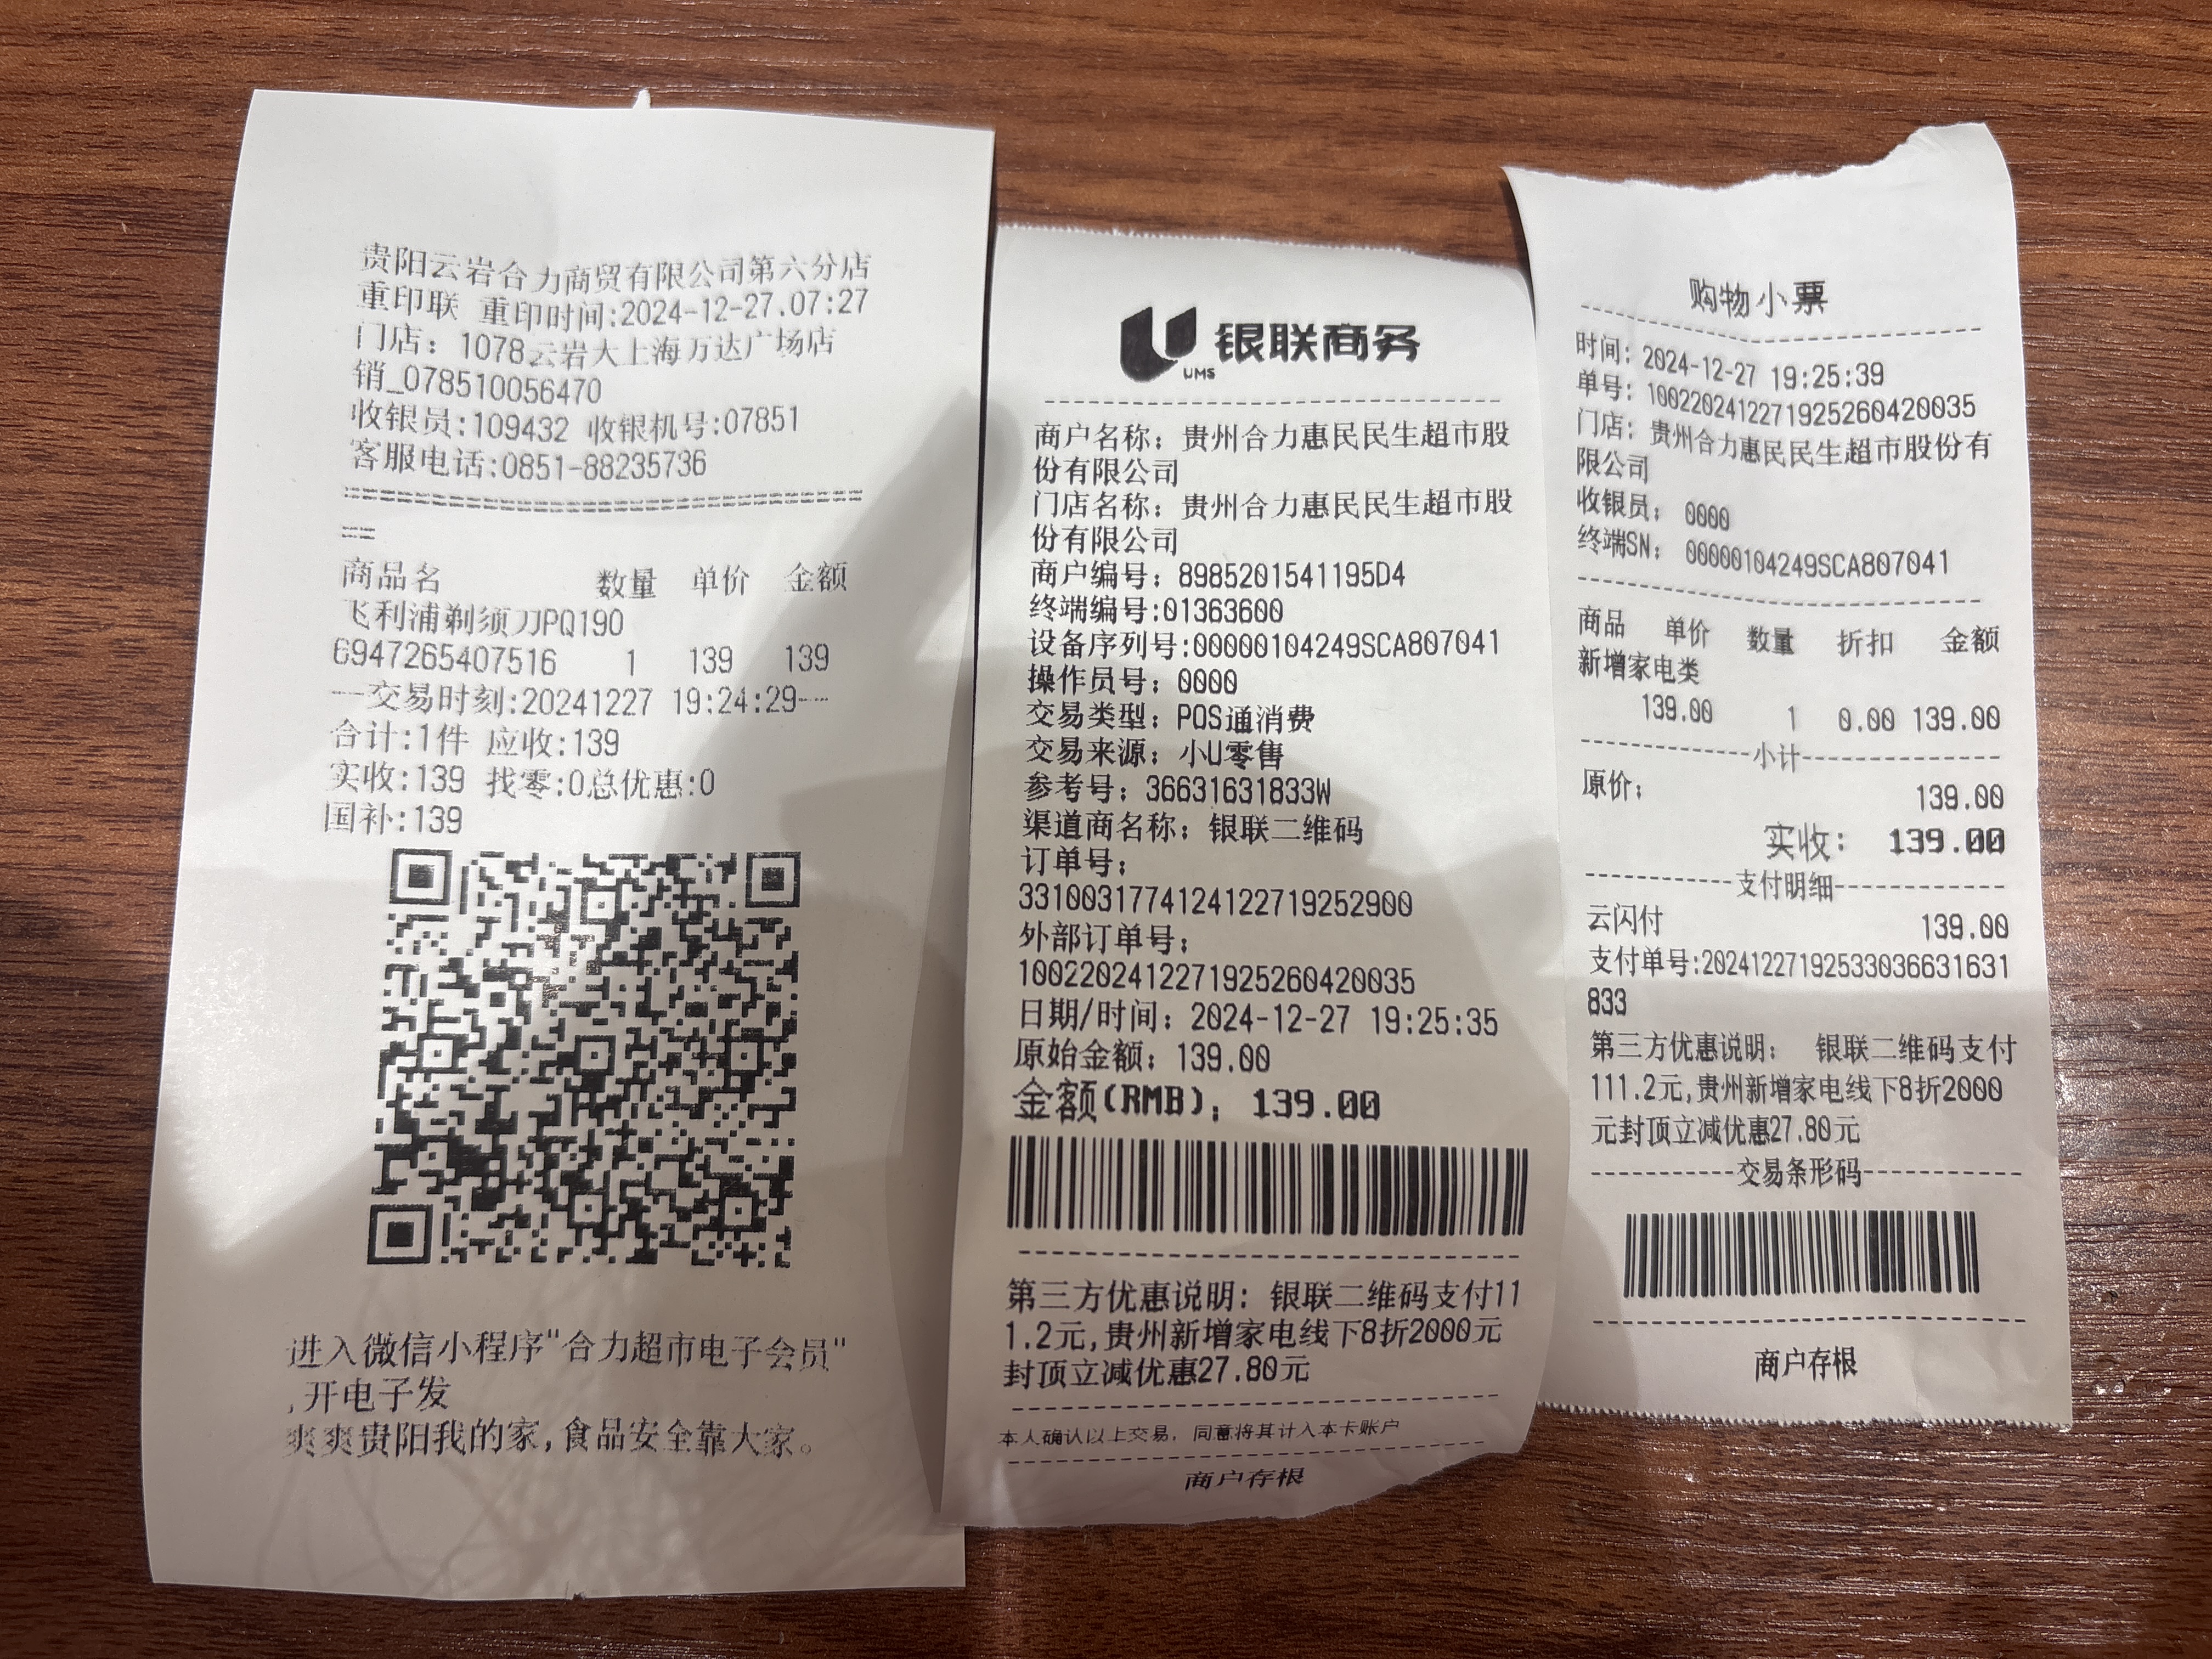 贵阳云岩合力商贸有限公司第六分店
重印联 重印时间:2024-12-27.07:27
门店: 1078云岩大上海万达广场店
销_078510056470
收银员:109432 收银机号:07851
客服电话:0851-88235736
商品名 数量 单价 金额
飞利浦剃须刀PQ190
6947265407516 1 139 139
---交易时刻:20241227 19:24:29---
合计:1件 应收:139
实收:139 找零:0总优惠:0
国补:139
进入微信小程序"合力超市电子会员"
,开电子发
爽爽贵阳我的家,食品安全靠大家。
UMS 银联商务
商户名称: 贵州合力惠民民生超市股
份有限公司
门店名称: 贵州合力惠民民生超市股
份有限公司
商户编号: 8985201541195D4
终端编号:01363600
设备序列号:00000104249SCA807041
操作员号: 0000
交易类型: POS通消费
交易来源: 小U零售
参考号: 36631631833W
渠道商名称: 银联二维码
订单号:
3310031774124122719252900
外部订单号:
1002202412271925260420035
日期/时间: 2024-12-27 19:25:35
原始金额: 139.00
金额(RMB): 139.00
第三方优惠说明: 银联二维码支付11
1.2元,贵州新增家电线下8折2000元
封顶立减优惠27.80元
本人确认以上交易, 同意将其计入本卡账户
商户存根
购物小票
时间: 2024-12-27 19:25:39
单号: 1002202412271925260420035
门店: 贵州合力惠民民生超市股份有
限公司
收银员: 0000
终端SN: 00000104249SCA807041
商品 单价 数量 折扣 金额
新增家电类
139.00 1 0.00 139.00
小计
原价: 139.00
实收: 139.00
支付明细
云闪付 139.00
支付单号:20241227192533036631631
833
第三方优惠说明: 银联二维码支付
111.2元,贵州新增家电线下8折2000
元封顶立减优惠27.80元
交易条形码
商户存根